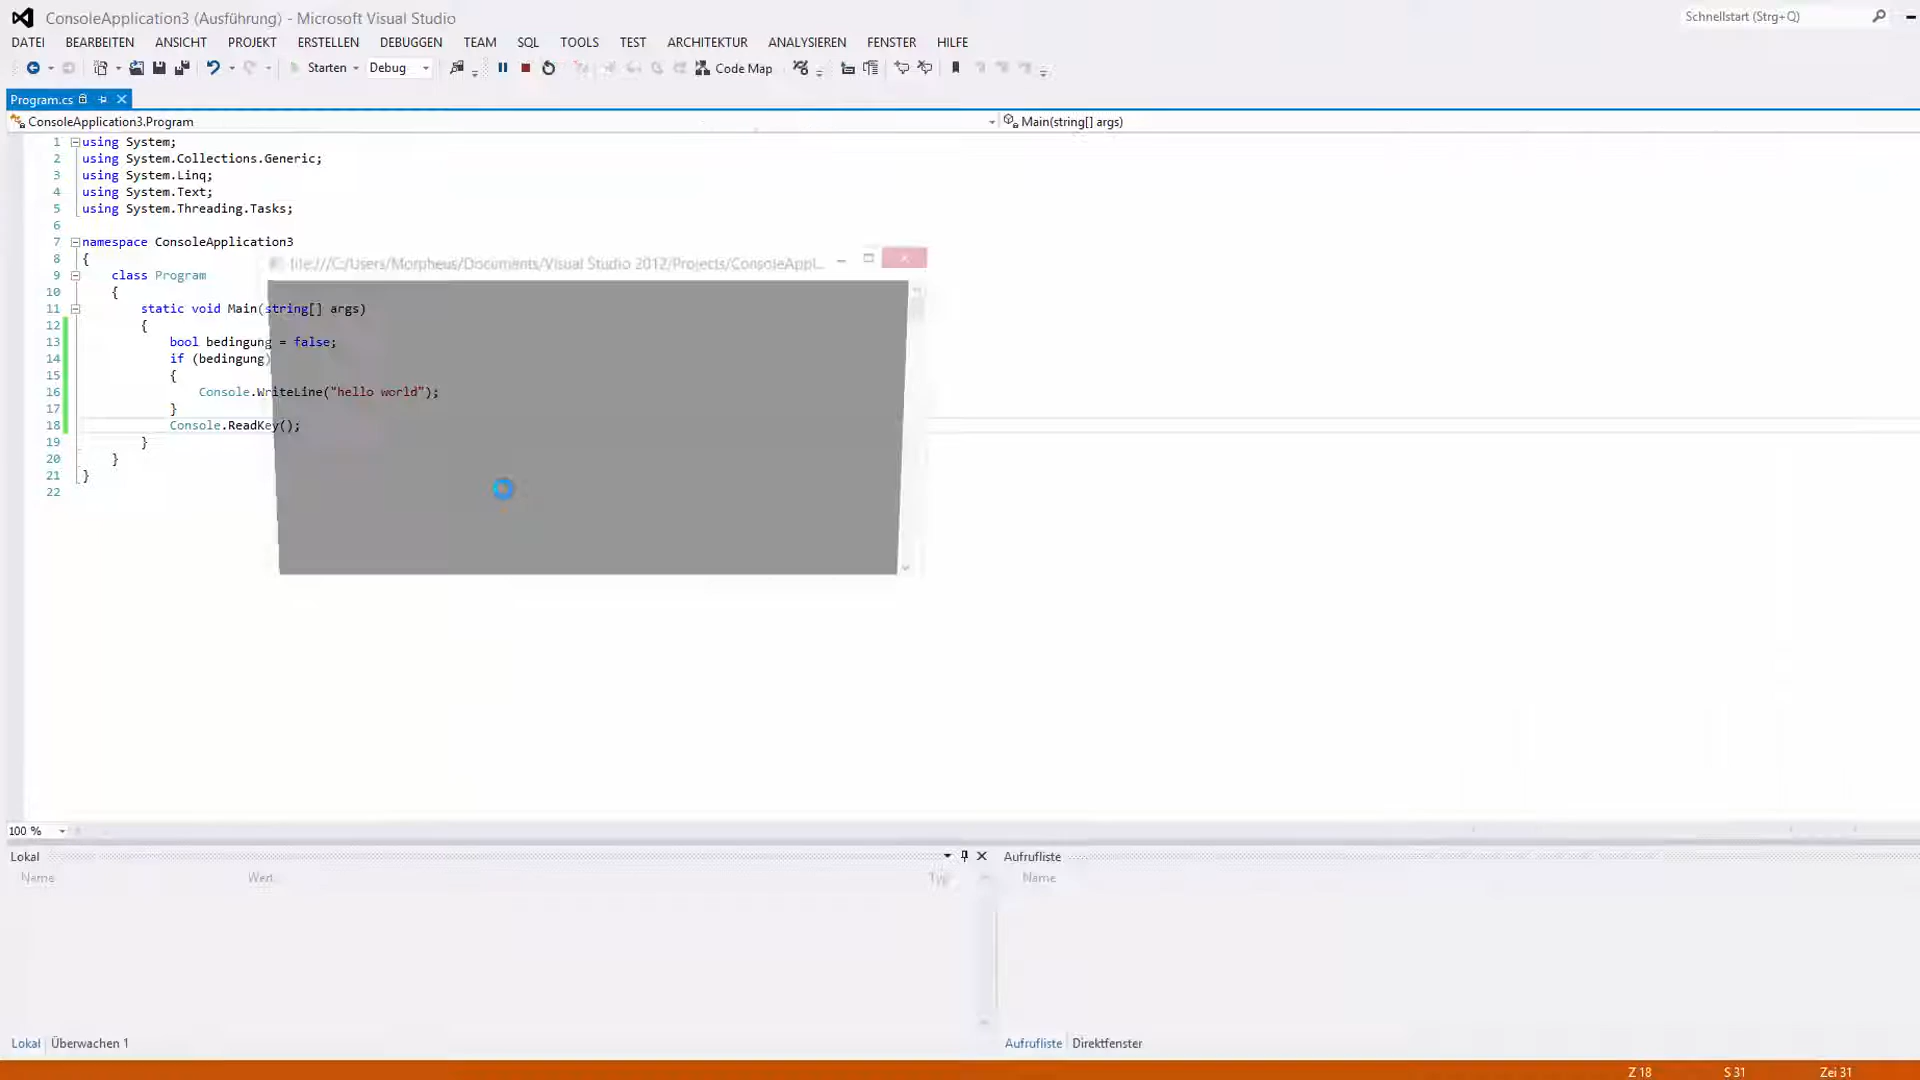 ConsoleApplication3 (Ausführung) - Microsoft Visual Studio
Schnellstart (Strg+Q)
DATEI BEARBEITEN ANSICHT PROJEKT ERSTELLEN DEBUGGEN TEAM SQL TOOLS TEST ARCHITEKTUR ANALYSIEREN FENSTER HILFE
Starten Debug Code Map
Program.cs
ConsoleApplication3.Program Main(string[] args)
1 using System;
2 using System.Collections.Generic;
3 using System.Linq;
4 using System.Text;
5 using System.Threading.Tasks;
6
7 namespace ConsoleApplication3
8 {
9 class Program
10 {
11 static void Main(string[] args)
12 {
13 bool bedingung = false;
14 if (bedingung)
15 {
16 Console.WriteLine("hello world");
17 }
18 Console.ReadKey();
19 }
20 }
21 }
22
file:///C:/Users/Morpheus/Documents/Visual Studio 2012/Projects/ConsoleAppl...
100 %
Lokal
Name Wert Typ
Aufrufliste
Name
Lokal Überwachen 1
Aufrufliste Direktfenster
Z 18 S 31 Zei 31